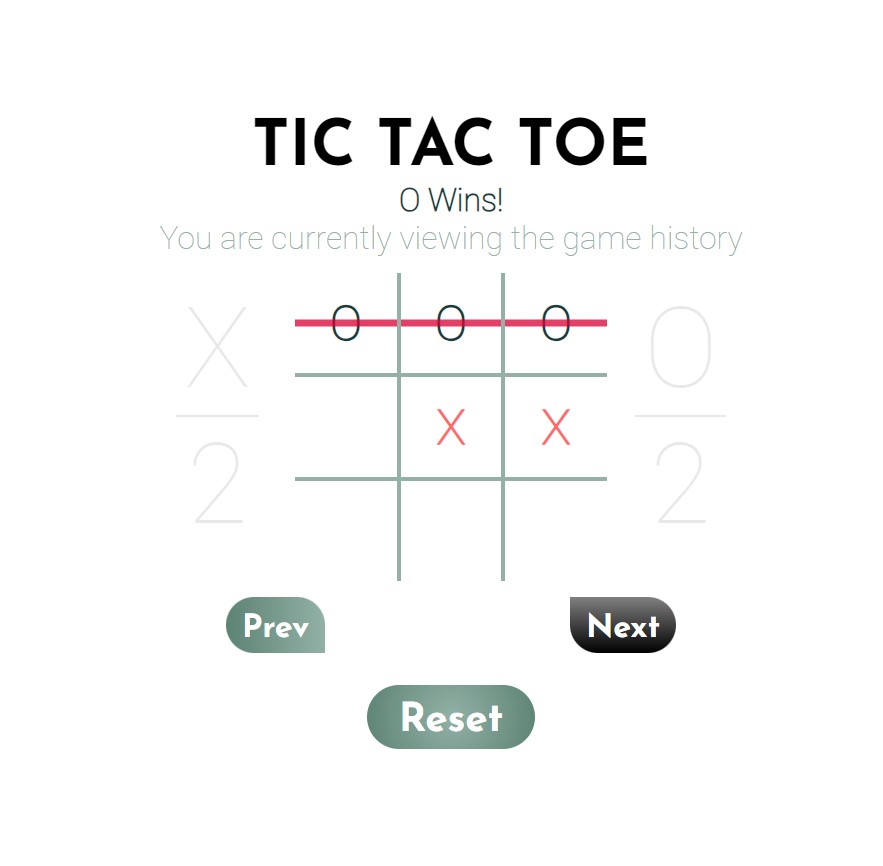 TIC TAC TOE
O Wins!
You are currently viewing the game history
X
O
O O O
X X
2
2
Prev
Next
Reset